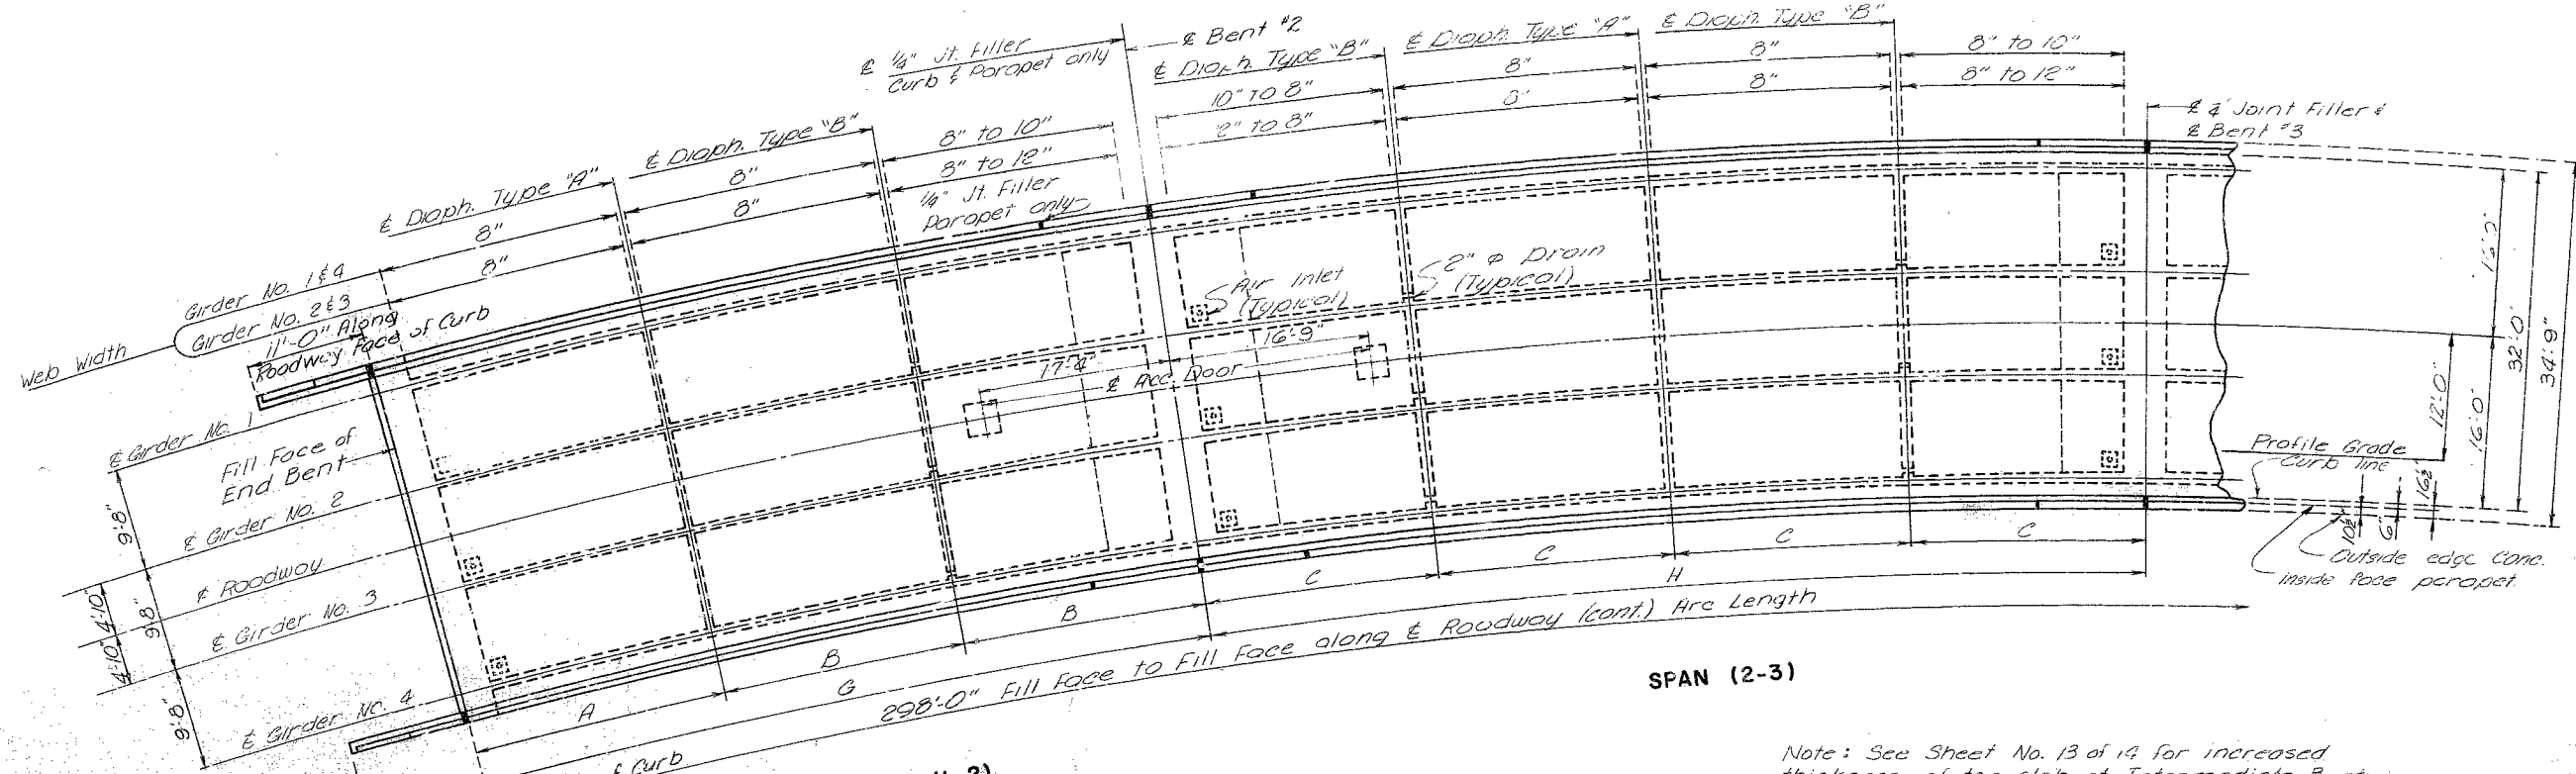 ℄ 1/4" Jt. Filler
Curb & Parapet only
℄ Bent #2
℄ Diaph. Type "B"
10" TO 8"
℄ Diaph. Type "A"
8"
8"
℄ Diaph. Type "B"
8"
8"
8" to 10"
8" to 12"
℄ Joint Filler &
℄ Bent #3
℄ Diaph. Type "A"
8"
8"
℄ Diaph. Type "B"
8"
8"
8" to 10"
8" to 12"
1/4" Jt. Filler
Parapet only
Web Width
Girder No. 1&4
Girder No. 2&3
11'-0" Along
Roadway Face of Curb
Air Inlet
(Typical)
2" Φ Drain
(Typical)
17'-4"
16'-9"
℄ Acc. Door
℄ Girder No. 1
Fill Face of
End Bent
℄ Girder No. 2
℄ Roadway
℄ Girder No. 3
℄ Girder No. 4
9'-8"
4'-10"
4'-10"
9'-8"
9'-8"
16'-0"
12'-0"
16'-0"
32'-0"
34'-9"
Profile Grade
Curb line
10½"
6"
16½"
Outside edge Conc.
inside face parapet.
A
B
B
C
C
C
C
G
H
298'-0" Fill Face to Fill Face along ℄ Roadway (cont.) Arc Length
SPAN (2-3)
Curb
Note: See Sheet No. 13 of 14 for increased